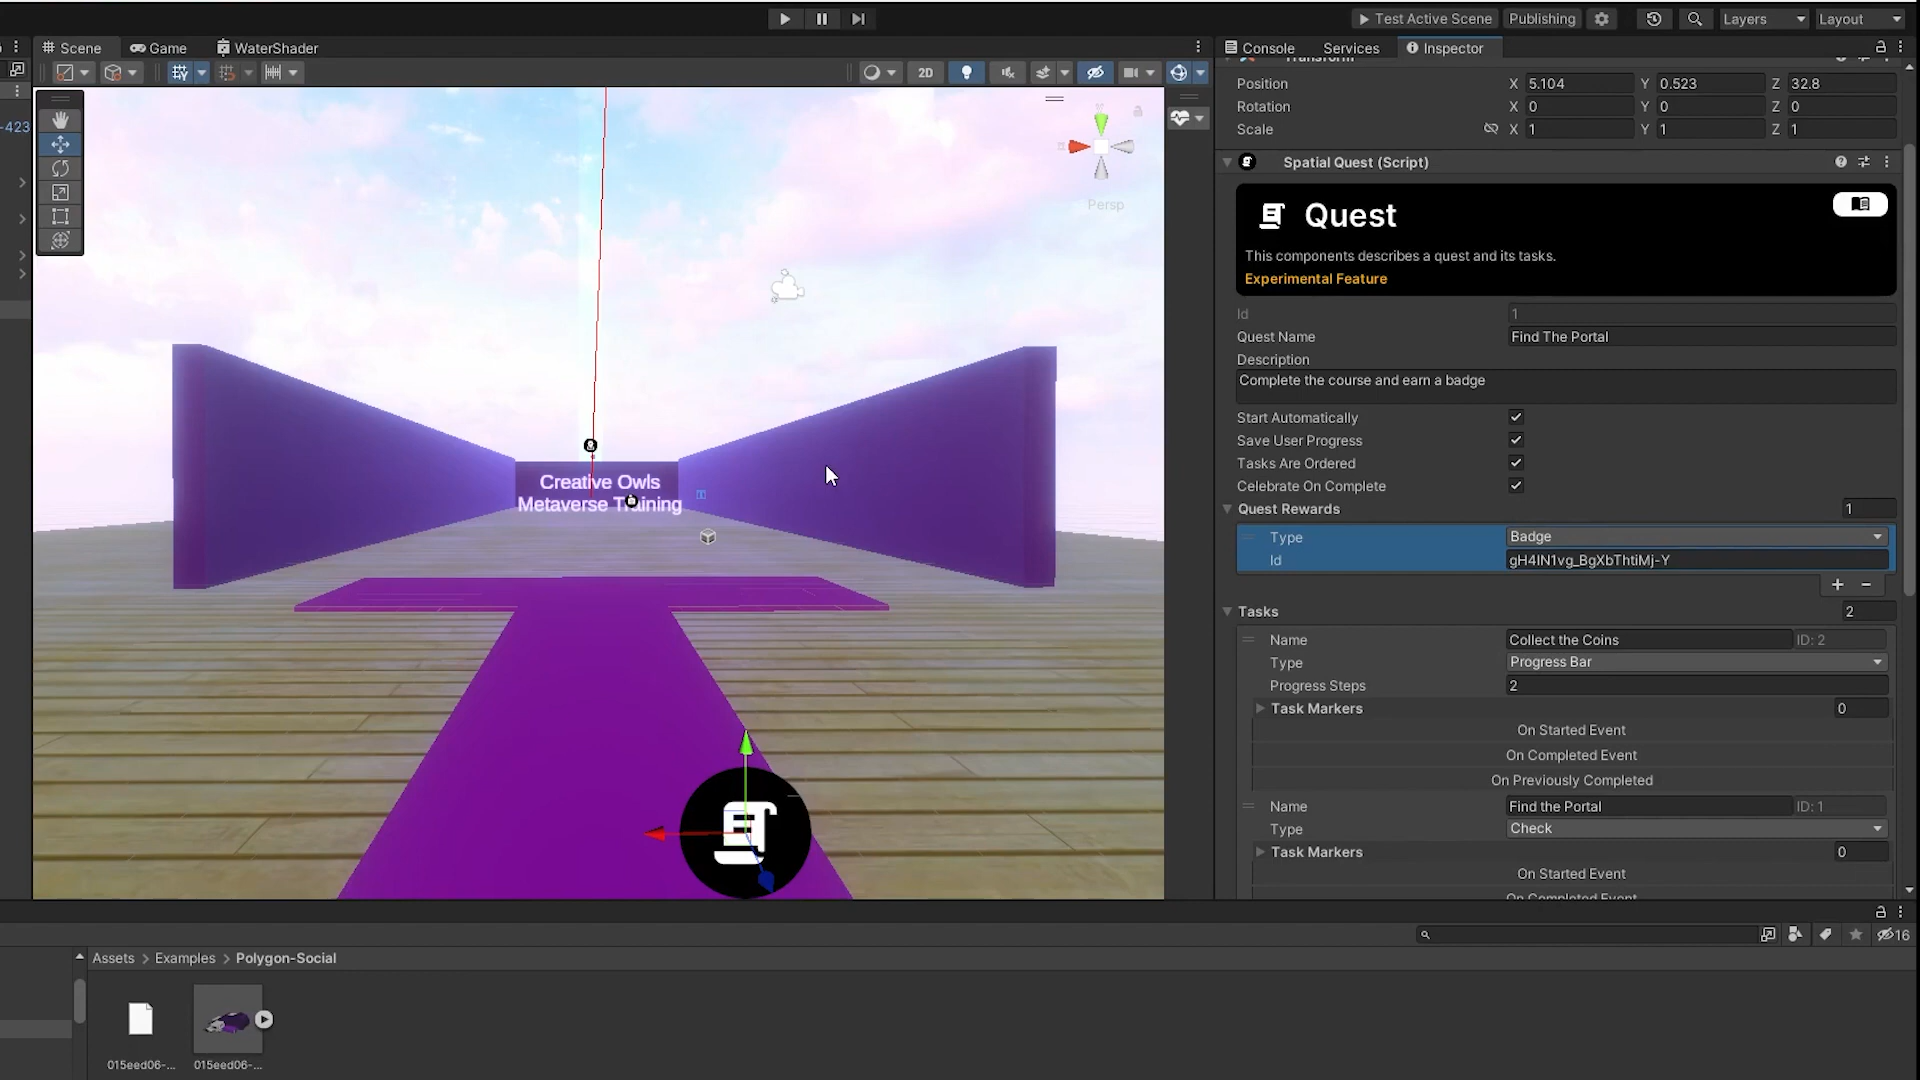 Test Active Scene
Publishing
Layers
Layout
Scene
Game
WaterShader
Console
Services
Inspector
2D
Transform
Position
X 5.104
Y 0.523
Z 32.8
Rotation
X 0
Y 0
Z 0
Scale
X 1
Y 1
Z 1
-423
Persp
Spatial Quest (Script)
Quest
This components describes a quest and its tasks.
Experimental Feature
Id
1
Quest Name
Find The Portal
Description
Complete the course and earn a badge
Start Automatically
Save User Progress
Tasks Are Ordered
Celebrate On Complete
Quest Rewards
1
Type
Badge
Id
gH4IN1vg_BgXbThtiMj-Y
+ −
Tasks
2
Name
Collect the Coins
ID: 2
Type
Progress Bar
Progress Steps
2
Task Markers
0
On Started Event
On Completed Event
On Previously Completed
Name
Find the Portal
ID: 1
Type
Check
Task Markers
0
On Started Event
On Completed Event
Creative Owls
Metaverse Training
16
Assets > Examples > Polygon-Social
015eed06-...
015eed06-...